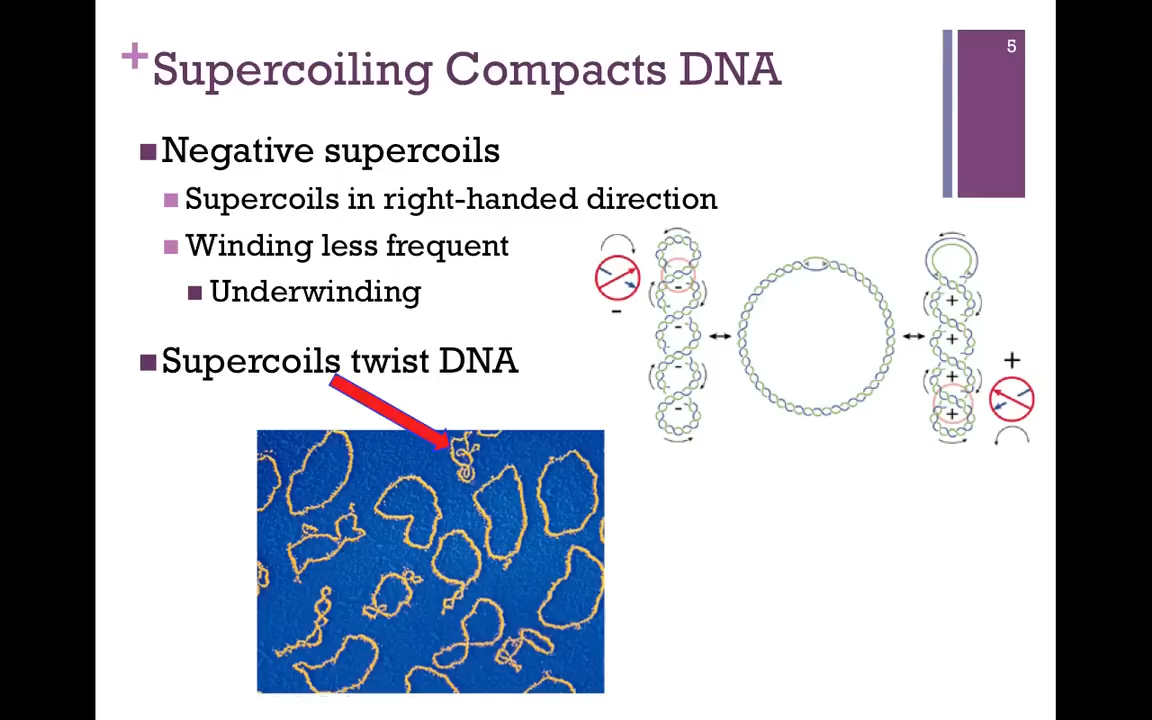 5
+Supercoiling Compacts DNA
Negative supercoils
Supercoils in right-handed direction
Winding less frequent
Underwinding
Supercoils twist DNA
-
-
-
-
-
+
+
+
+
+